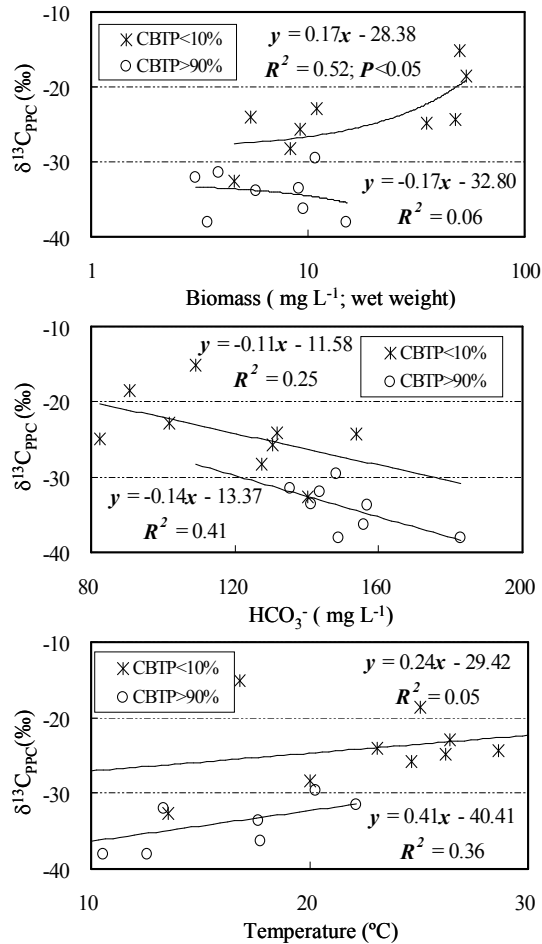 -10
-20
-30
-40
δ¹³C_PPC (‰)
CBTP<10%
CBTP>90%
y = 0.17x - 28.38
R² = 0.52; P<0.05
y = -0.17x - 32.80
R² = 0.06
1 10 100
Biomass ( mg L⁻¹; wet weight)
-10
-20
-30
-40
δ¹³C_PPC (‰)
y = -0.11x - 11.58
R² = 0.25
CBTP<10%
CBTP>90%
y = -0.14x - 13.37
R² = 0.41
80 120 160 200
HCO₃⁻ ( mg L⁻¹)
-10
-20
-30
-40
δ¹³C_PPC (‰)
CBTP<10%
CBTP>90%
y = 0.24x - 29.42
R² = 0.05
y = 0.41x - 40.41
R² = 0.36
10 20 30
Temperature (ºC)